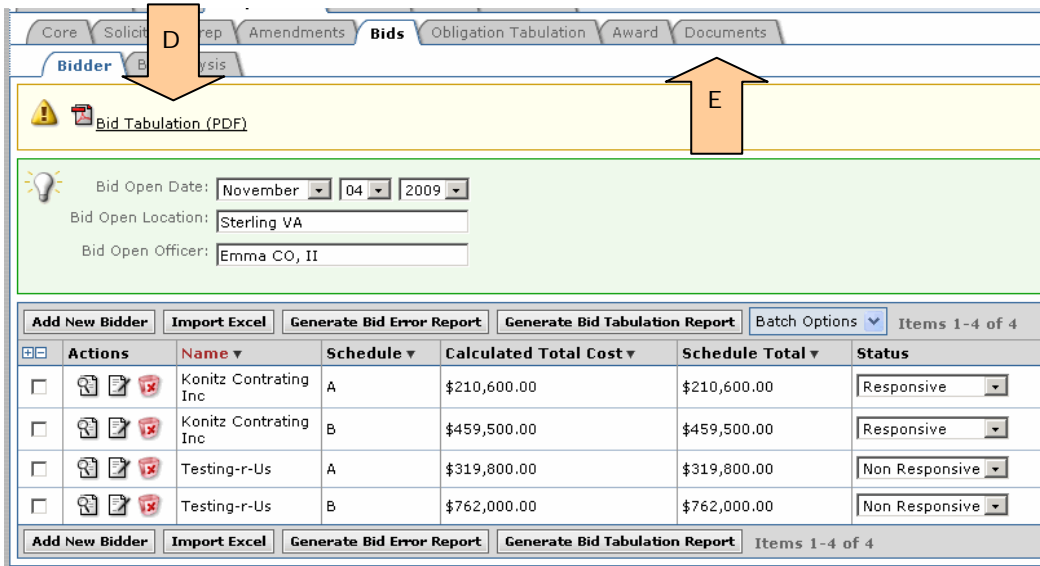 Core Solicit rep Amendments Bids Obligation Tabulation Award Documents
D
Bidder B ysis
E
Bid Tabulation (PDF)
Bid Open Date: November 04 2009
Bid Open Location: Sterling VA
Bid Open Officer: Emma CO, II
Add New Bidder Import Excel Generate Bid Error Report Generate Bid Tabulation Report Batch Options Items 1-4 of 4
Actions Name Schedule Calculated Total Cost Schedule Total Status
Konitz Contrating Inc A $210,600.00 $210,600.00 Responsive
Konitz Contrating Inc B $459,500.00 $459,500.00 Responsive
Testing-r-Us A $319,800.00 $319,800.00 Non Responsive
Testing-r-Us B $762,000.00 $762,000.00 Non Responsive
Add New Bidder Import Excel Generate Bid Error Report Generate Bid Tabulation Report Items 1-4 of 4